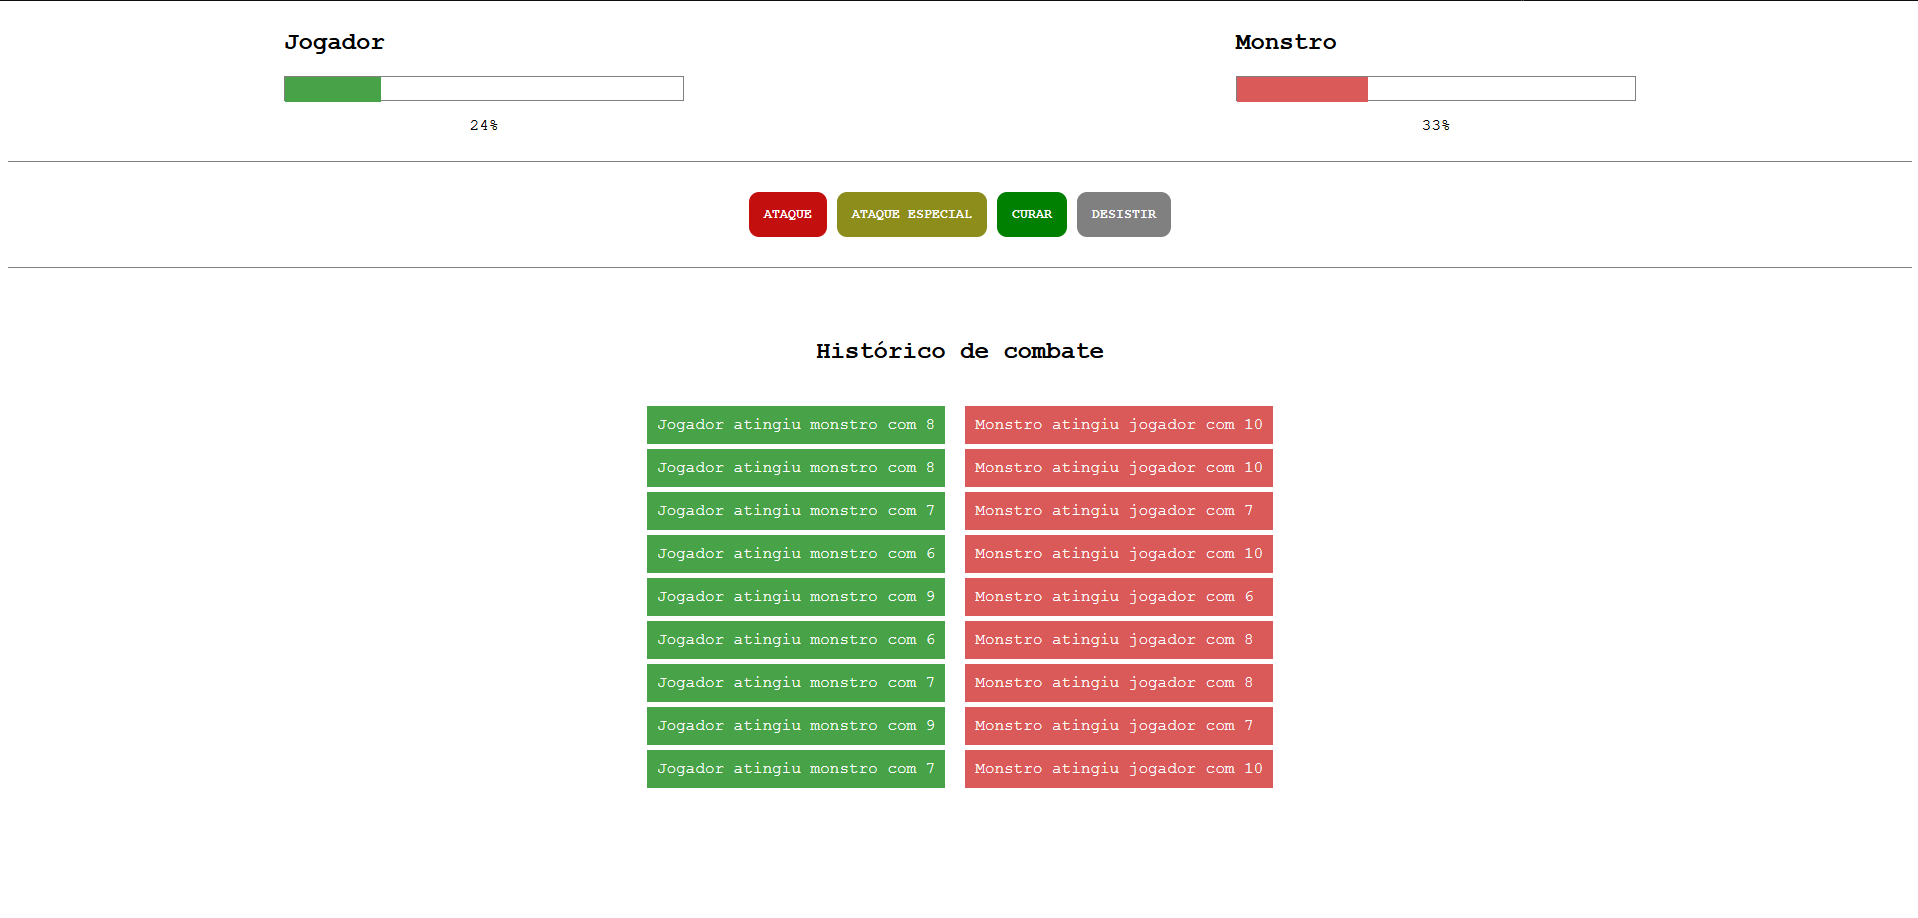 Jogador
24%
Monstro
33%
ATAQUE
ATAQUE ESPECIAL
CURAR
DESISTIR
Histórico de combate
Jogador atingiu monstro com 8
Monstro atingiu jogador com 10
Jogador atingiu monstro com 8
Monstro atingiu jogador com 10
Jogador atingiu monstro com 7
Monstro atingiu jogador com 7
Jogador atingiu monstro com 6
Monstro atingiu jogador com 10
Jogador atingiu monstro com 9
Monstro atingiu jogador com 6
Jogador atingiu monstro com 6
Monstro atingiu jogador com 8
Jogador atingiu monstro com 7
Monstro atingiu jogador com 8
Jogador atingiu monstro com 9
Monstro atingiu jogador com 7
Jogador atingiu monstro com 7
Monstro atingiu jogador com 10